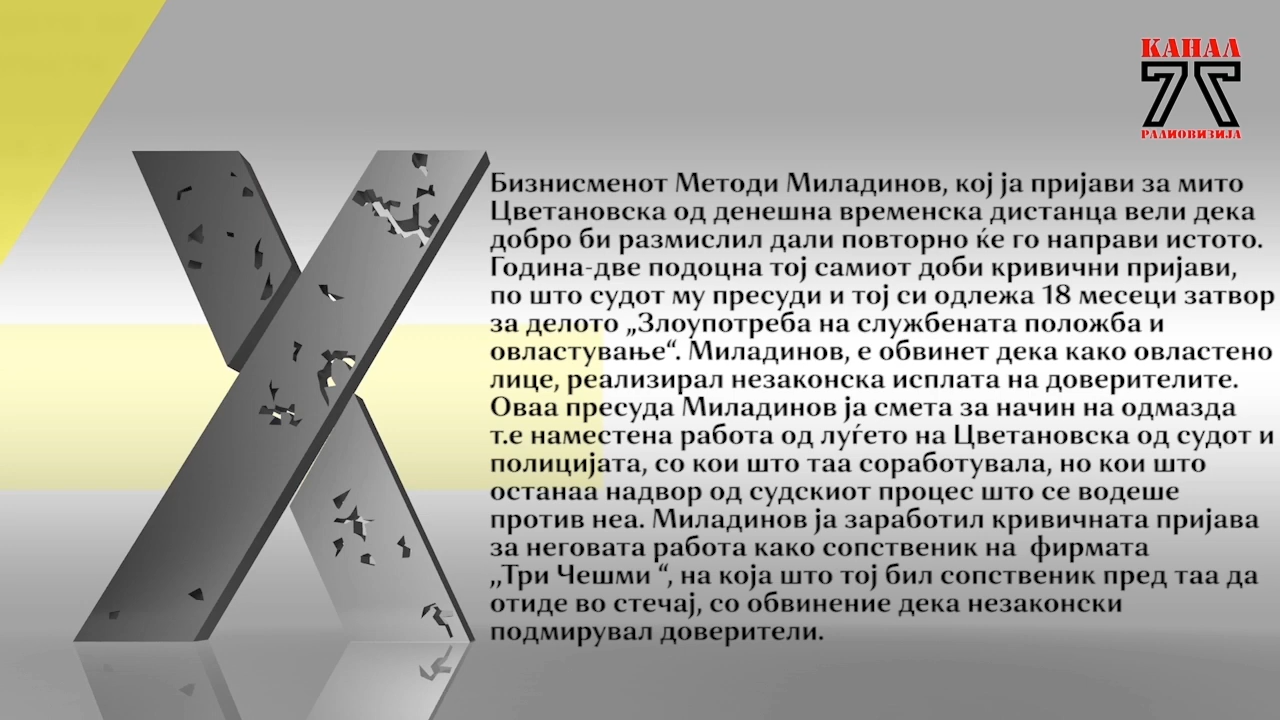 КАНАЛ
77
РАДИОВИЗИЈА
Бизнисменот Методи Миладинов, кој ја пријави за мито
Цветановска од денешна временска дистанца вели дека
добро би размислил дали повторно ќе го направи истото.
Година-две подоцна тој самиот доби кривични пријави,
по што судот му пресуди и тој си одлежа 18 месеци затвор
за делото „Злоупотреба на службената положба и
овластување“. Миладинов, е обвинет дека како овластено
лице, реализирал незаконска исплата на доверителите.
Оваа пресуда Миладинов ја смета за начин на одмазда
т.е наместена работа од луѓето на Цветановска од судот и
полицијата, со кои што таа соработувала, но кои што
останаа надвор од судскиот процес што се водеше
против неа. Миладинов ја заработил кривичната пријава
за неговата работа како сопственик на  фирмата
,,Три Чешми “, на која што тој бил сопственик пред таа да
отиде во стечај, со обвинение дека незаконски
подмирувал доверители.